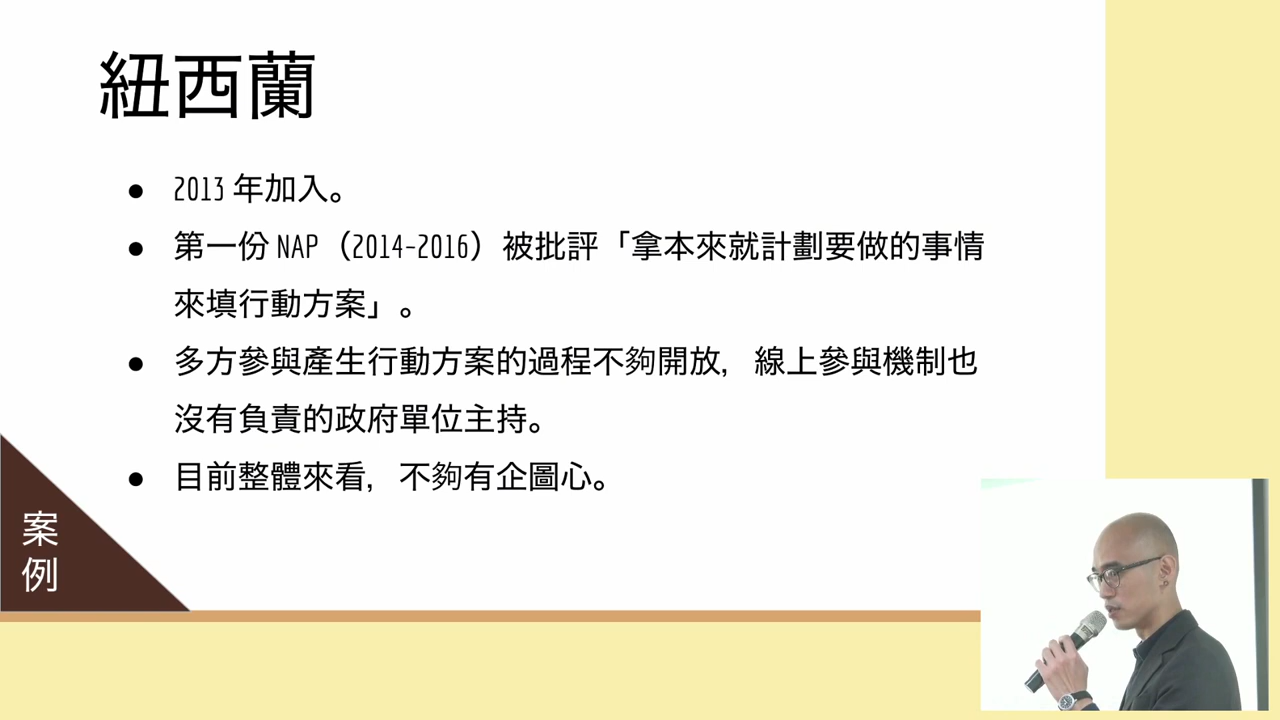 紐西蘭
● 2013 年加入。
● 第一份 NAP（2014-2016）被批評「拿本來就計劃要做的事情
來填行動方案」。
● 多方參與產生行動方案的過程不夠開放，線上參與機制也
沒有負責的政府單位主持。
● 目前整體來看，不夠有企圖心。
案
例